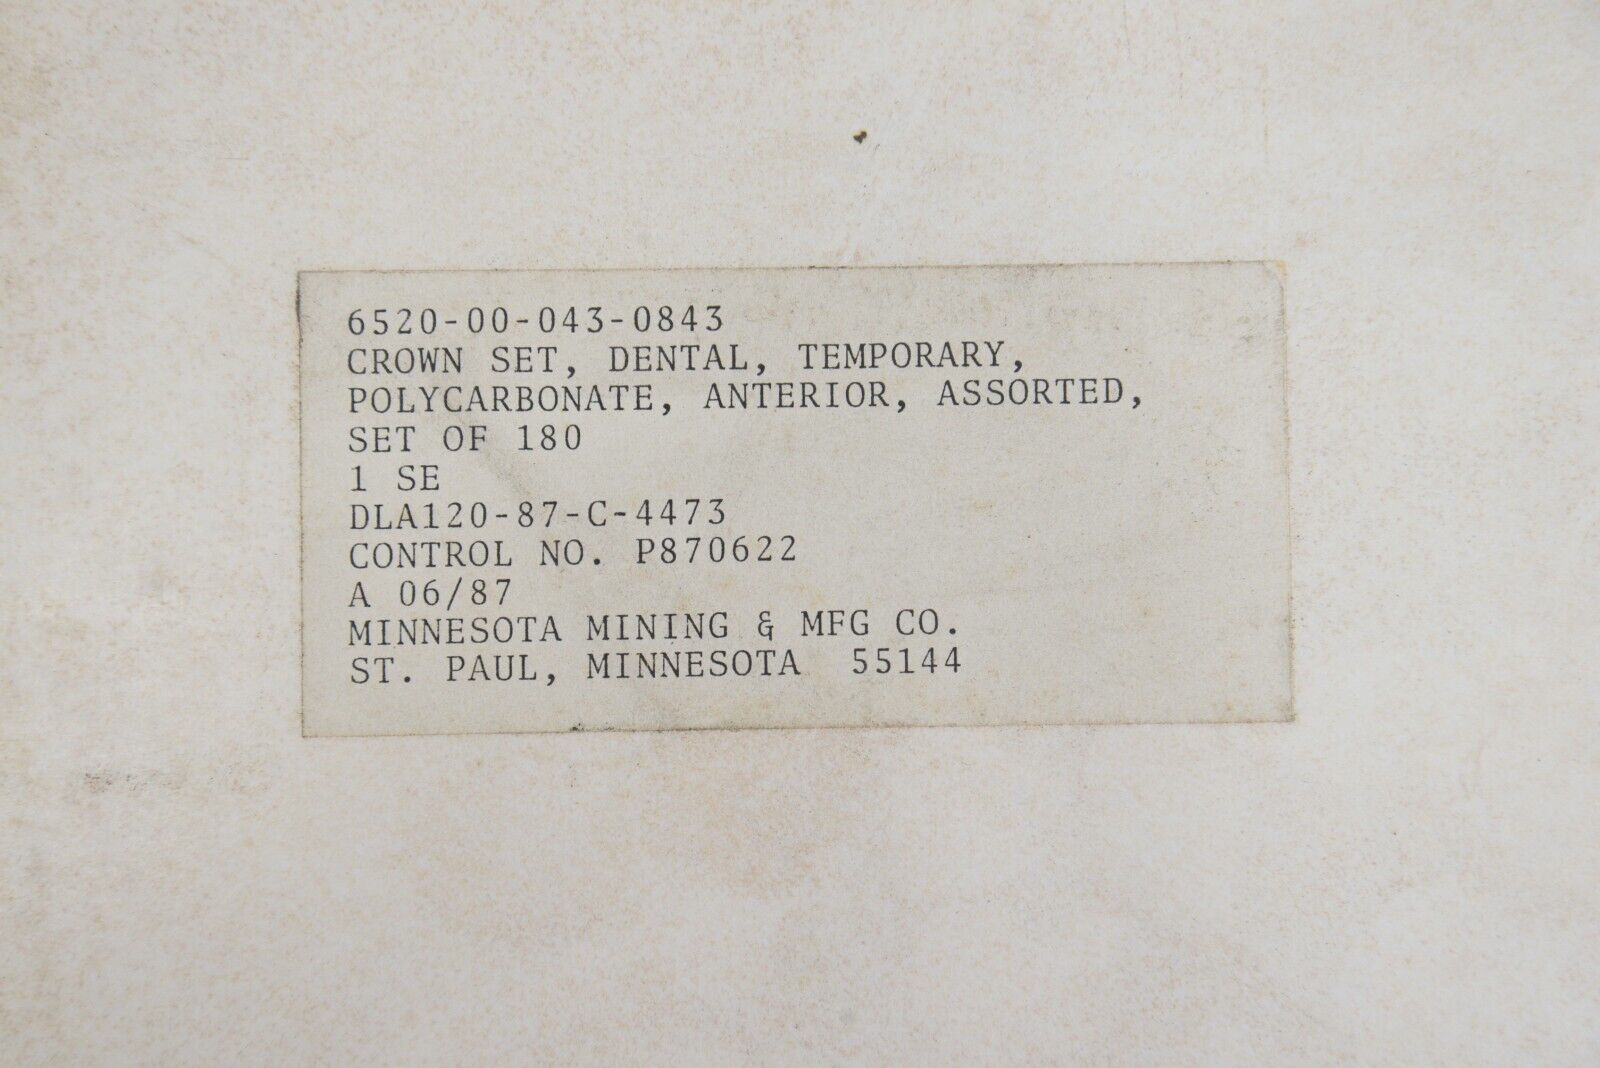 6520-00-043-0843
CROWN SET, DENTAL, TEMPORARY,
POLYCARBONATE, ANTERIOR, ASSORTED,
SET OF 180
1 SE
DLA120-87-C-4473
CONTROL NO. P870622
A 06/87
MINNESOTA MINING & MFG CO.
ST. PAUL, MINNESOTA 55144